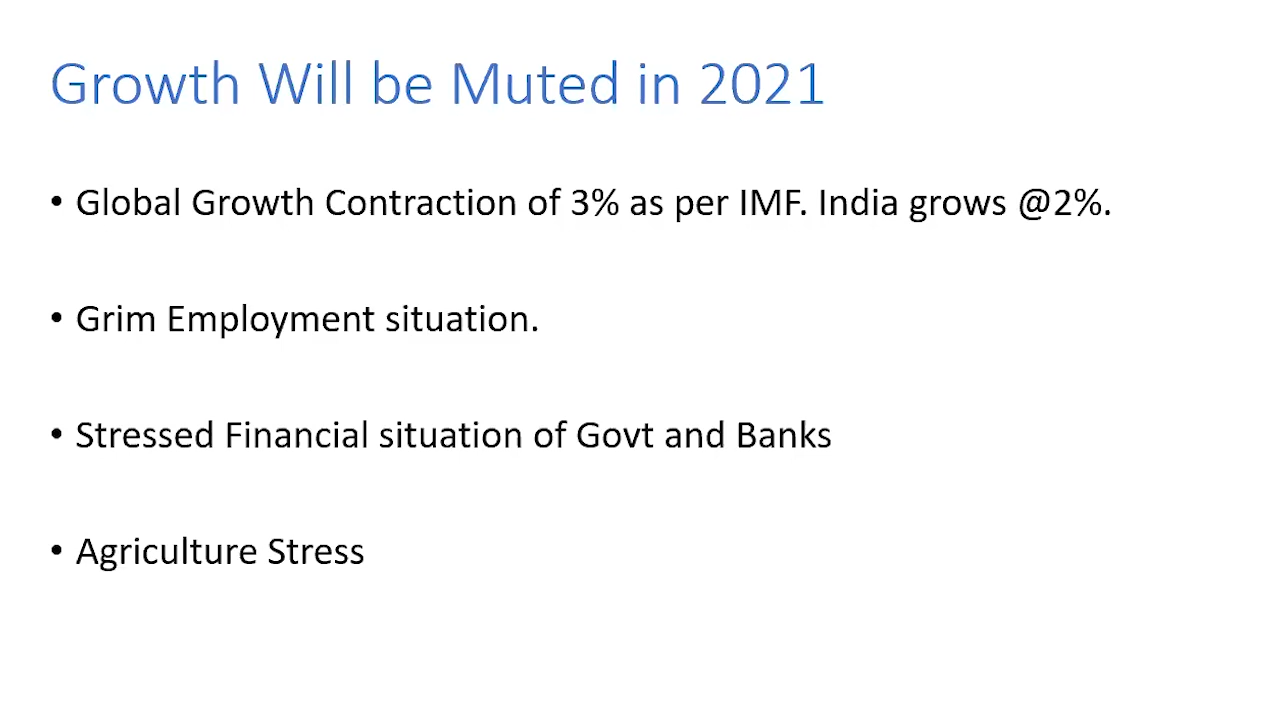 Growth Will be Muted in 2021
• Global Growth Contraction of 3% as per IMF. India grows @2%.
• Grim Employment situation.
• Stressed Financial situation of Govt and Banks
• Agriculture Stress